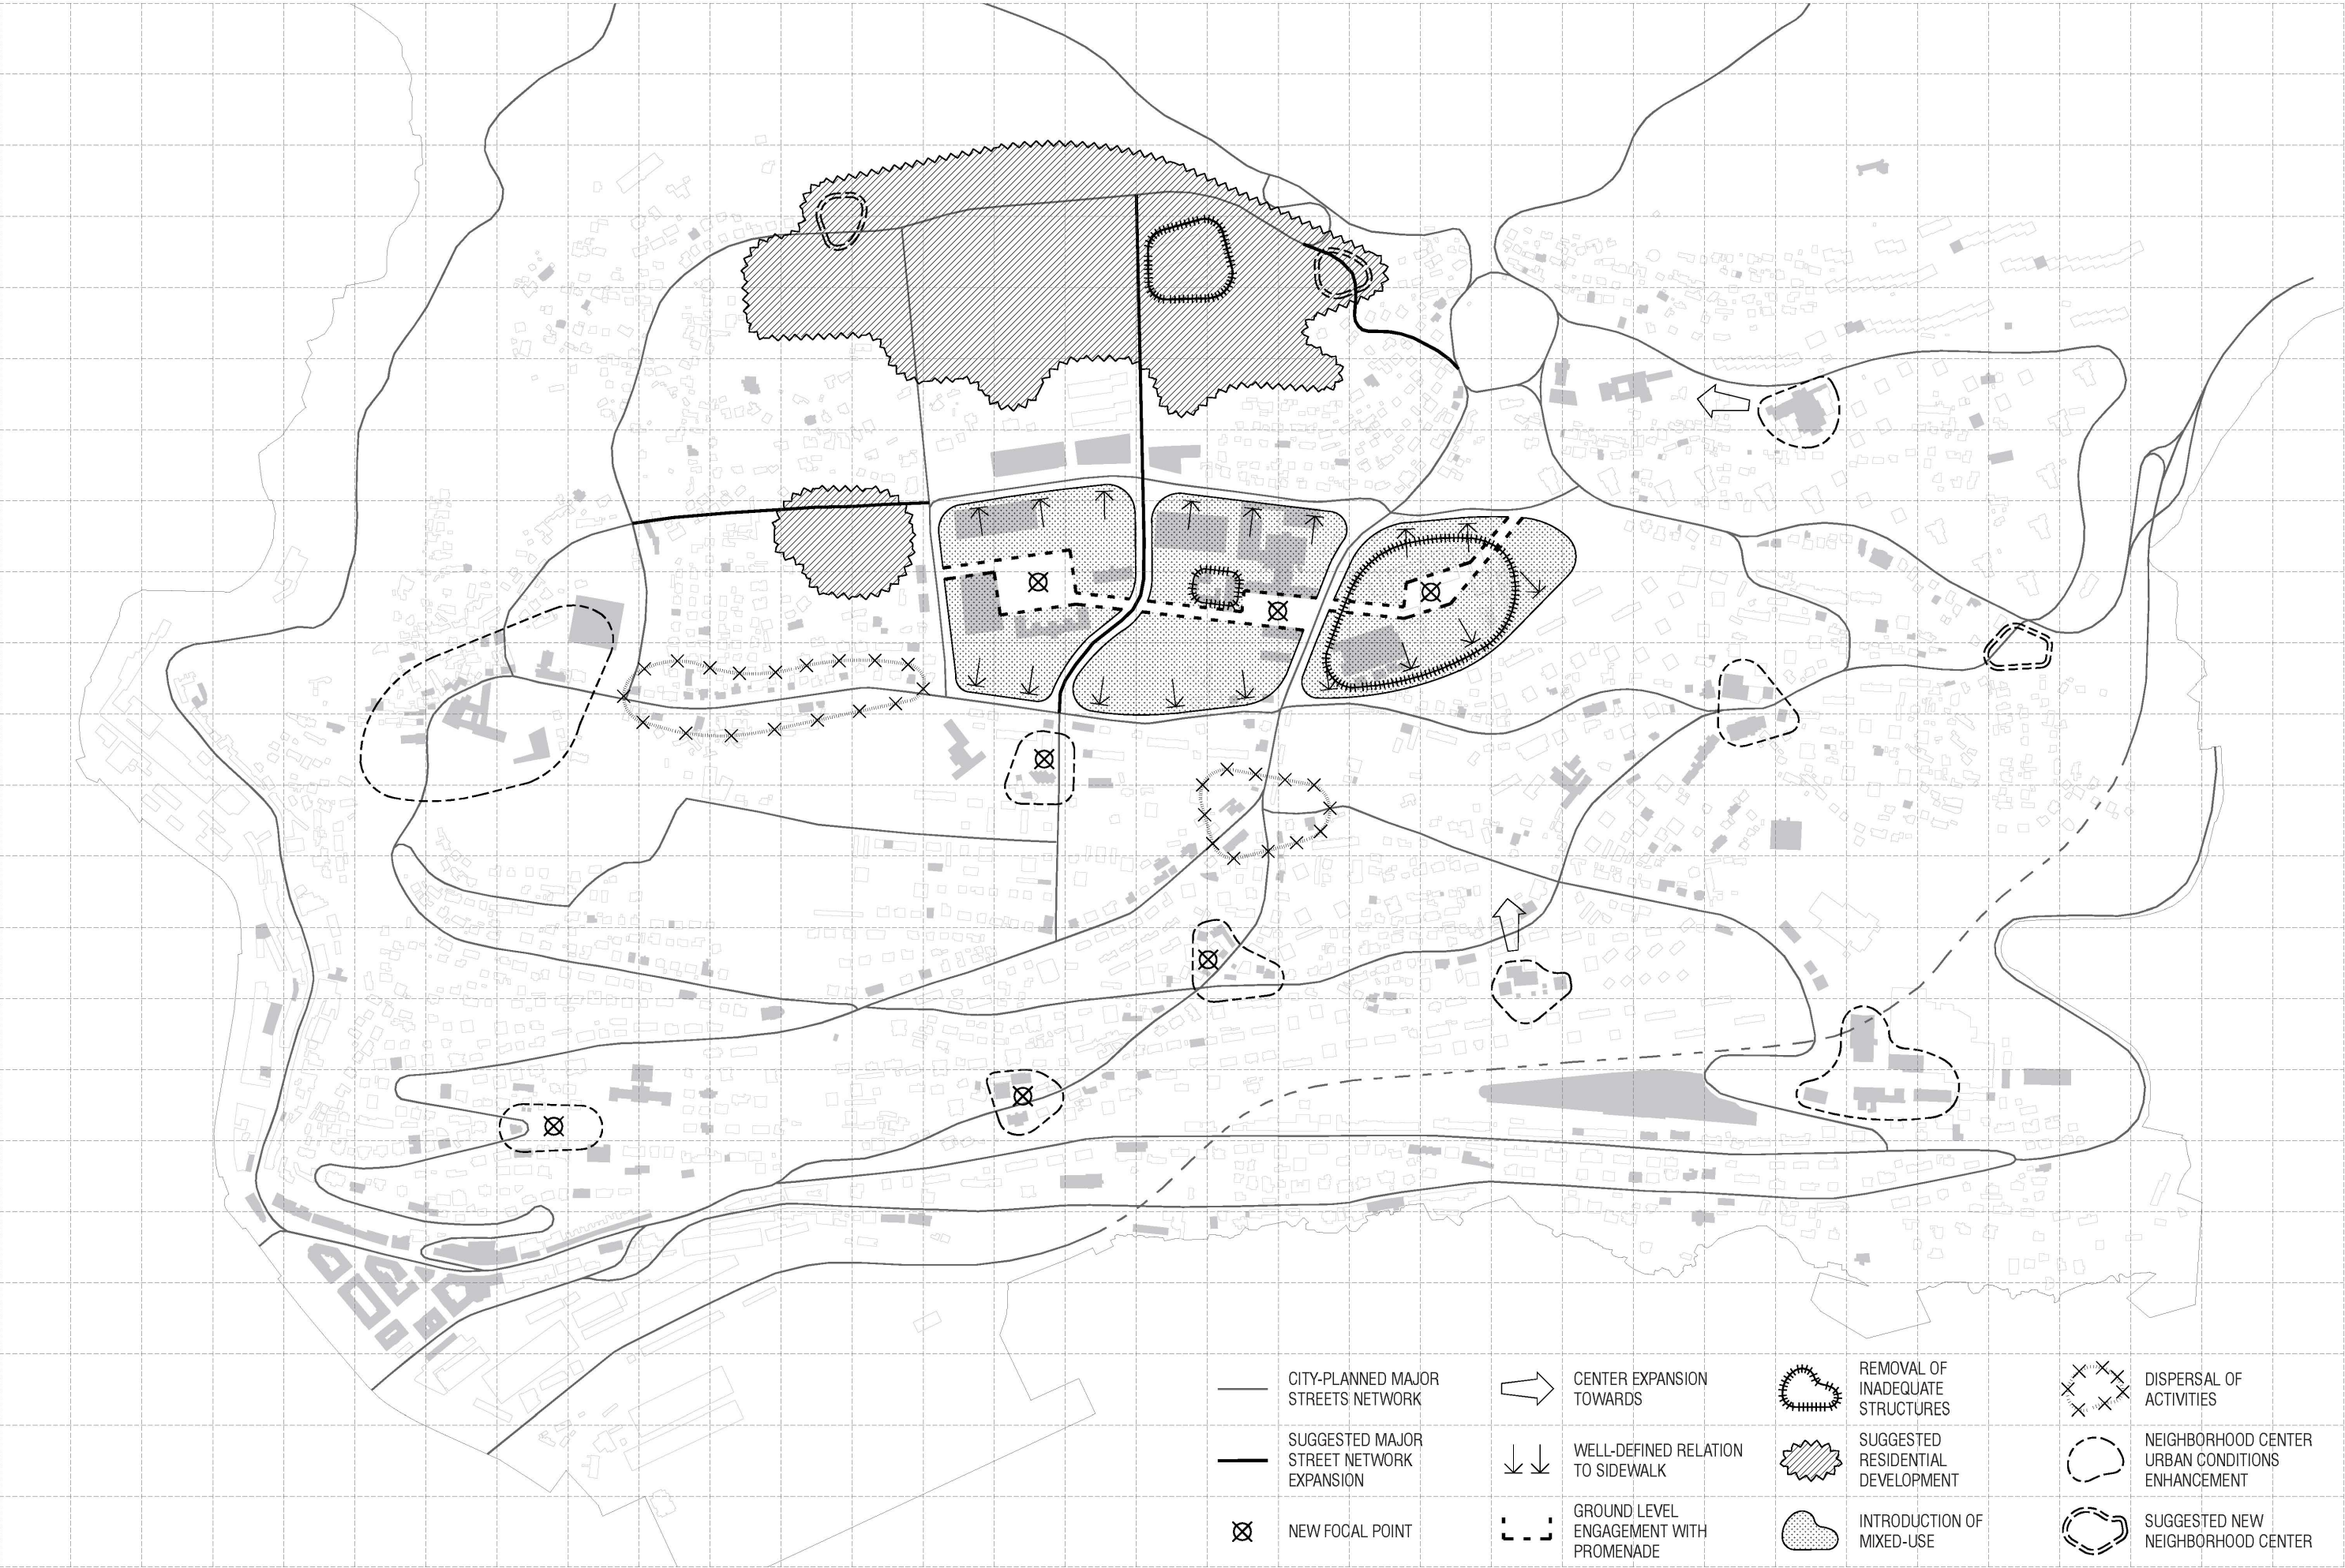 CITY-PLANNED MAJOR
STREETS NETWORK
SUGGESTED MAJOR
STREET NETWORK
EXPANSION
NEW FOCAL POINT
CENTER EXPANSION
TOWARDS
WELL-DEFINED RELATION
TO SIDEWALK
GROUND LEVEL
ENGAGEMENT WITH
PROMENADE
REMOVAL OF
INADEQUATE
STRUCTURES
SUGGESTED
RESIDENTIAL
DEVELOPMENT
INTRODUCTION OF
MIXED-USE
DISPERSAL OF
ACTIVITIES
NEIGHBORHOOD CENTER
URBAN CONDITIONS
ENHANCEMENT
SUGGESTED NEW
NEIGHBORHOOD CENTER